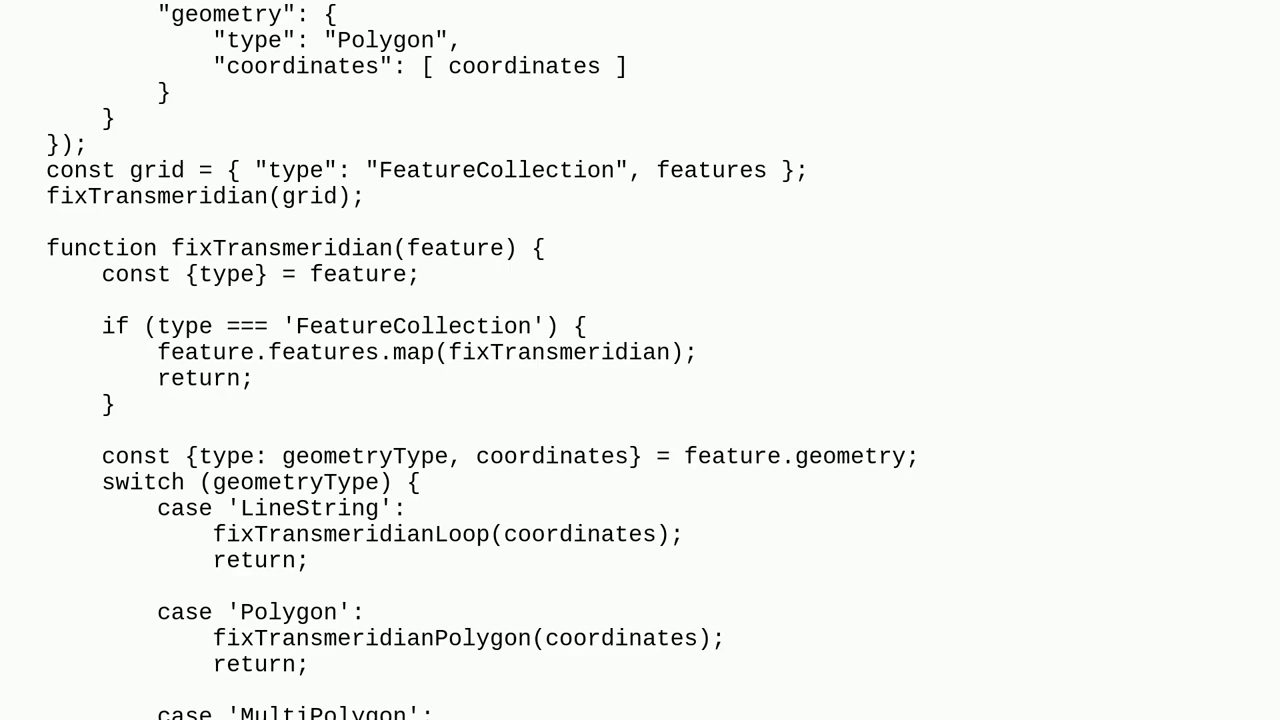 "geometry": {
"type": "Polygon",
"coordinates": [ coordinates ]
}
}
});
const grid = { "type": "FeatureCollection", features };
fixTransmeridian(grid);
function fixTransmeridian(feature) {
const {type} = feature;
if (type === 'FeatureCollection') {
feature.features.map(fixTransmeridian);
return;
}
const {type: geometryType, coordinates} = feature.geometry;
switch (geometryType) {
case 'LineString':
fixTransmeridianLoop(coordinates);
return;
case 'Polygon':
fixTransmeridianPolygon(coordinates);
return;
case 'MultiPolygon':